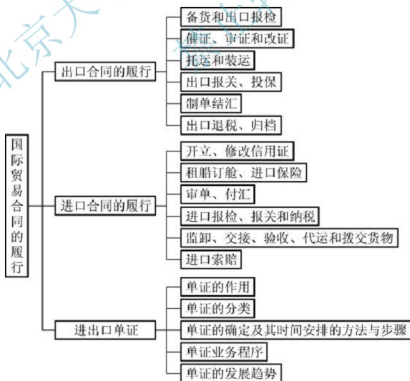 国际贸易合同的履行
出口合同的履行
备货和出口报检
催证、审证和改证
托运和装运
出口报关、投保
制单结汇
出口退税、归档
进口合同的履行
开立、修改信用证
租船订舱、进口保险
审单、付汇
进口报检、报关和纳税
监卸、交接、验收、代运和拨交货物
进口索赔
进出口单证
单证的作用
单证的分类
单证的确定及其时间安排的方法与步骤
单证业务程序
单证的发展趋势
北京大